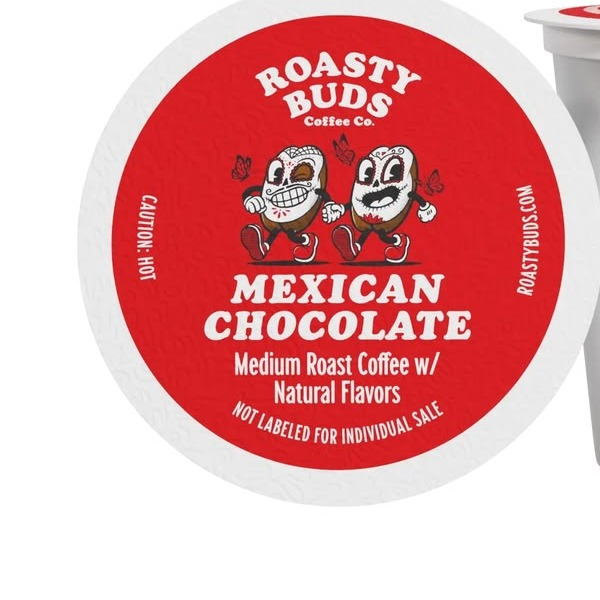 ROASTY
BUDS
Coffee Co.
CAUTION: HOT
ROASTYBUDS.COM
MEXICAN
CHOCOLATE
Medium Roast Coffee w/
Natural Flavors
NOT LABELED FOR INDIVIDUAL SALE